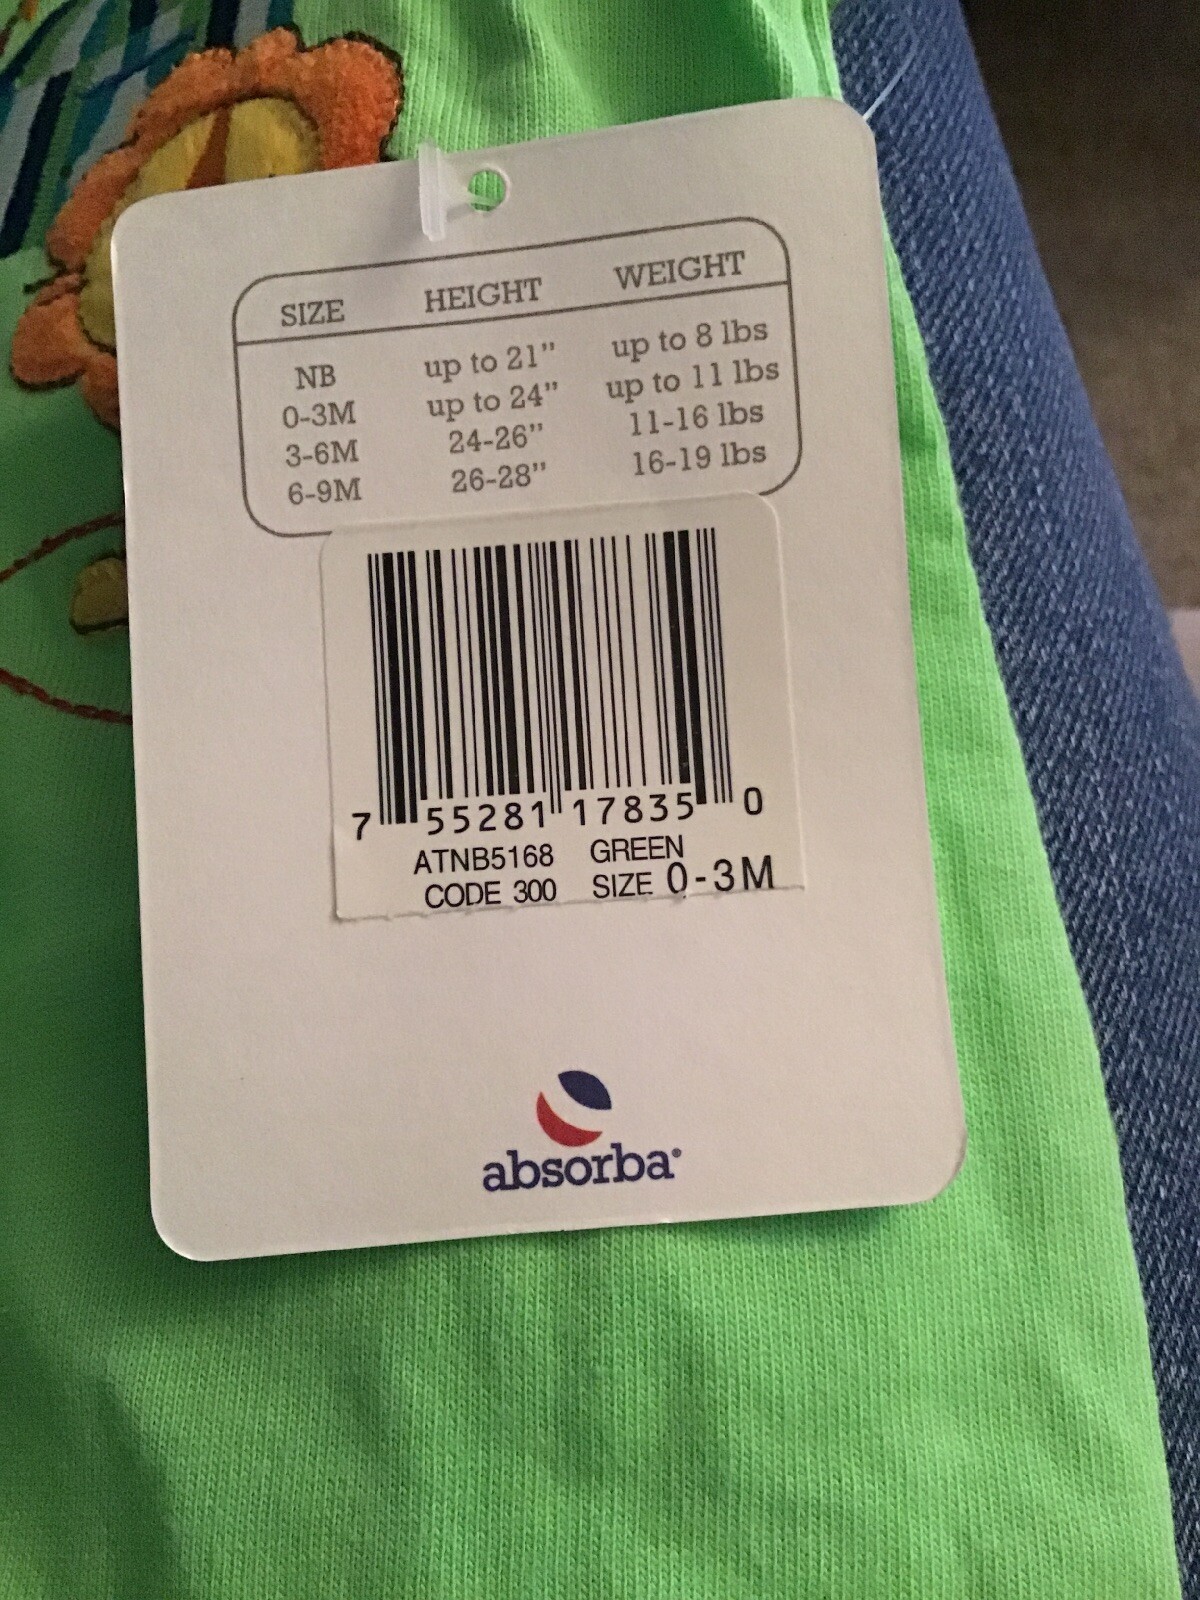 SIZE HEIGHT WEIGHT
NB up to 21” up to 8 lbs
0-3M up to 24” up to 11 lbs
3-6M 24-26” 11-16 lbs
6-9M 26-28” 16-19 lbs
7 55281 17835 0
ATNB5168 GREEN
CODE 300 SIZE 0-3M
absorba®